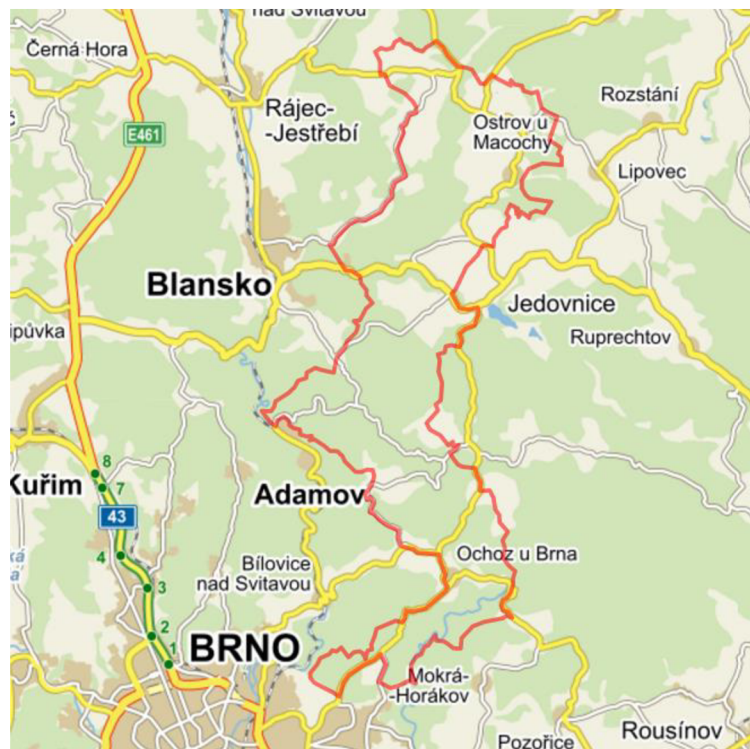 nad Svitavou
Černá Hora
Rájec-
-Jestřebí
E461
Rozstání
Ostrov u
Macochy
Lipovec
Blansko
Jedovnice
Ruprechtov
ipůvka
8
7
Kuřim
43
Adamov
4
3
Bílovice
nad Svitavou
Ochoz u Brna
2
1
BRNO
Mokrá-
-Horákov
Pozořice
Rousínov